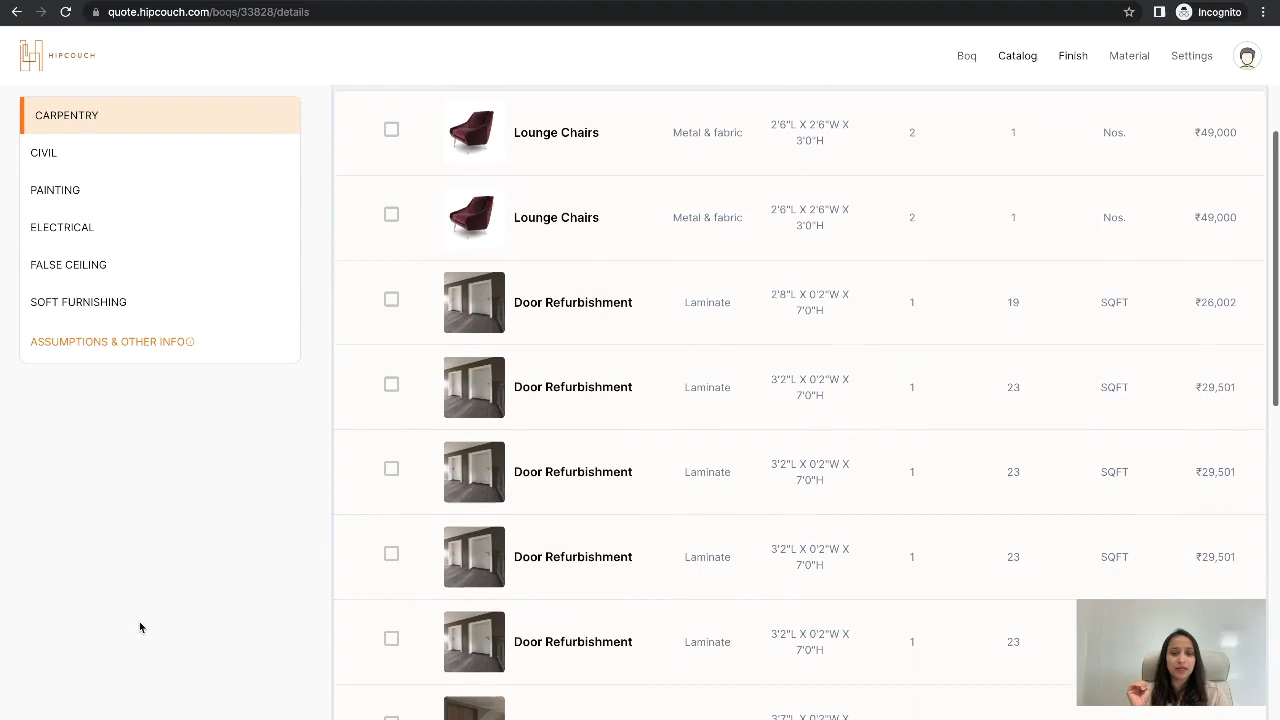 quote.hipcouch.com/boqs/33828/details
Incognito
HIPCOUCH
Boq Catalog Finish Material Settings
CARPENTRY
CIVIL
PAINTING
ELECTRICAL
FALSE CEILING
SOFT FURNISHING
ASSUMPTIONS & OTHER INFO
Lounge Chairs Metal & fabric 2'6"L X 2'6"W X 2 1 Nos. ₹49,000
3'0"H
Lounge Chairs Metal & fabric 2'6"L X 2'6"W X 2 1 Nos. ₹49,000
3'0"H
Door Refurbishment Laminate 2'8"L X 0'2"W X 1 19 SQFT ₹26,002
7'0"H
Door Refurbishment Laminate 3'2"L X 0'2"W X 1 23 SQFT ₹29,501
7'0"H
Door Refurbishment Laminate 3'2"L X 0'2"W X 1 23 SQFT ₹29,501
7'0"H
Door Refurbishment Laminate 3'2"L X 0'2"W X 1 23 SQFT ₹29,501
7'0"H
Door Refurbishment Laminate 3'2"L X 0'2"W X 1 23
7'0"H
3'7"L X 0'2"W X